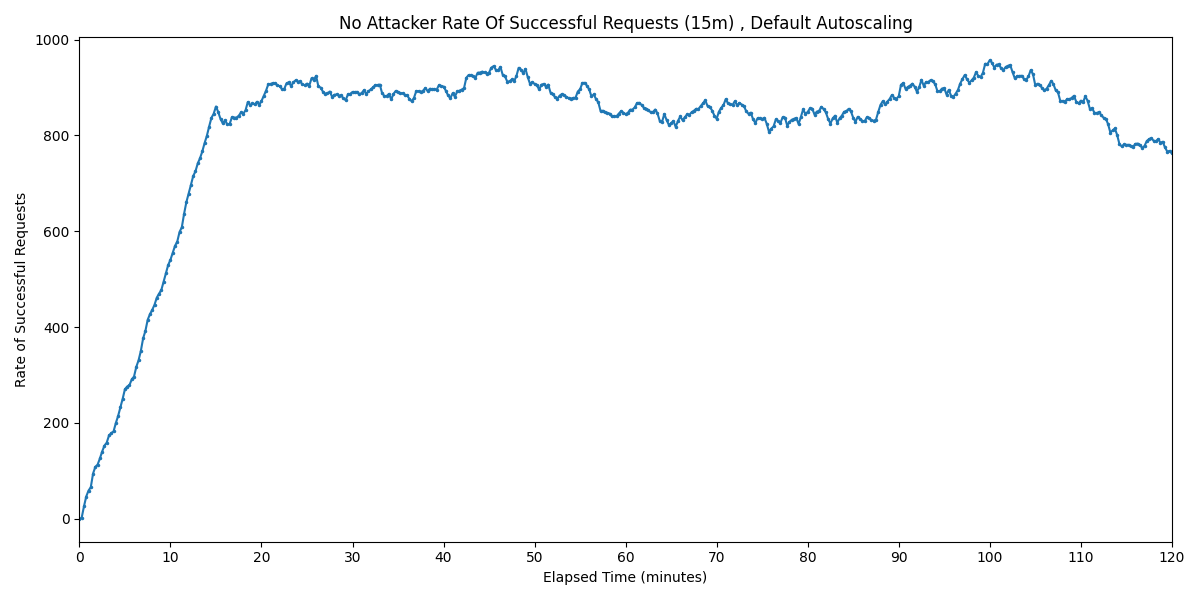 No Attacker Rate Of Successful Requests (15m) , Default Autoscaling
1000
800
600
400
200
0
Rate of Successful Requests
0 10 20 30 40 50 60 70 80 90 100 110 120
Elapsed Time (minutes)